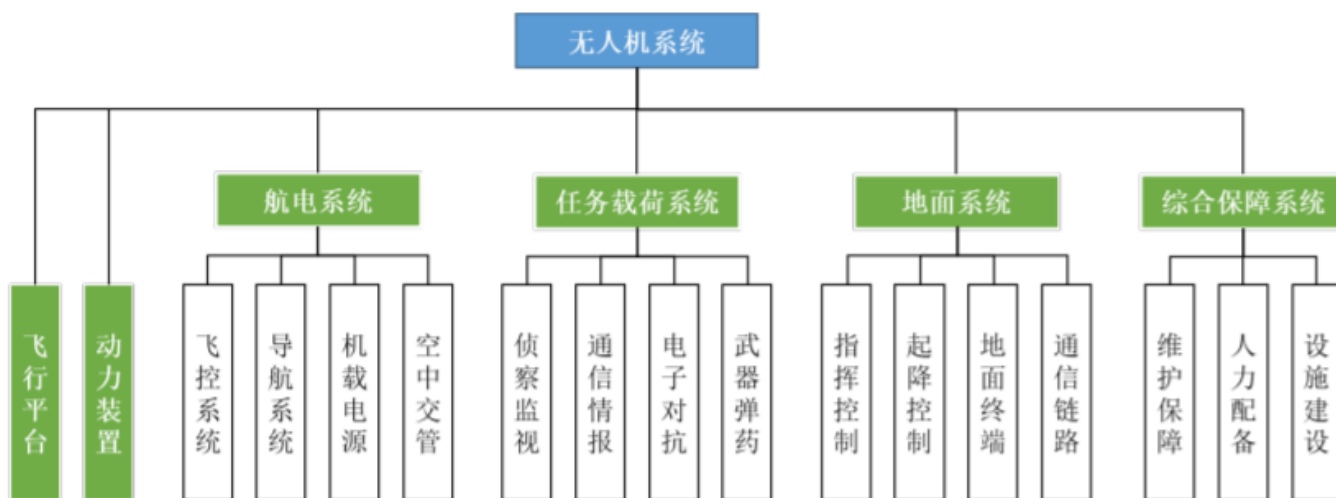 无人机系统
航电系统
任务载荷系统
地面系统
综合保障系统
飞行平台
动力装置
飞控系统
导航系统
机载电源
空中交管
侦察监视
通信情报
电子对抗
武器弹药
指挥控制
起降控制
地面终端
通信链路
维护保障
人力配备
设施建设